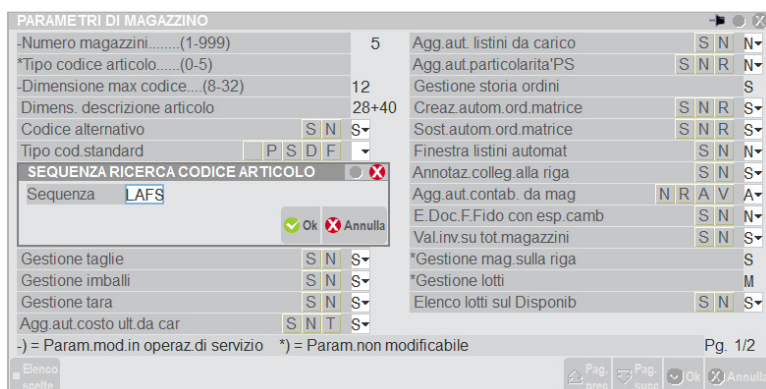 PARAMETRI DI MAGAZZINO
-Numero magazzini........(1-999) 5
*Tipo codice articolo......(0-5)
-Dimensione max codice....(8-32) 12
Dimens. descrizione articolo 28+40
Codice alternativo S N S
Tipo cod.standard P S D F
SEQUENZA RICERCA CODICE ARTICOLO
Sequenza LAFS
Ok Annulla
Gestione taglie S N S
Gestione imballi S N S
Gestione tara S N S
Agg.aut.costo ult.da car S N T S
Agg.aut. listini da carico S N N
Agg.aut.particolarita'PS S N R N
Gestione storia ordini S
Creaz.autom.ord.matrice S N R S
Sost.autom.ord.matrice S N R S
Finestra listini automat S N N
Annotaz.colleg.alla riga S N S
Agg.aut.contab. da mag N R A V A
E.Doc.F.Fido con esp.camb S N N
Val.inv.su tot.magazzini S N S
*Gestione mag.sulla riga S
*Gestione lotti M
Elenco lotti sul Disponib S N S
-) = Param.mod.in operaz.di servizio *) = Param.non modificabile Pg. 1/2
Elenco scelte Pag. prec Pag. succ Ok Annulla